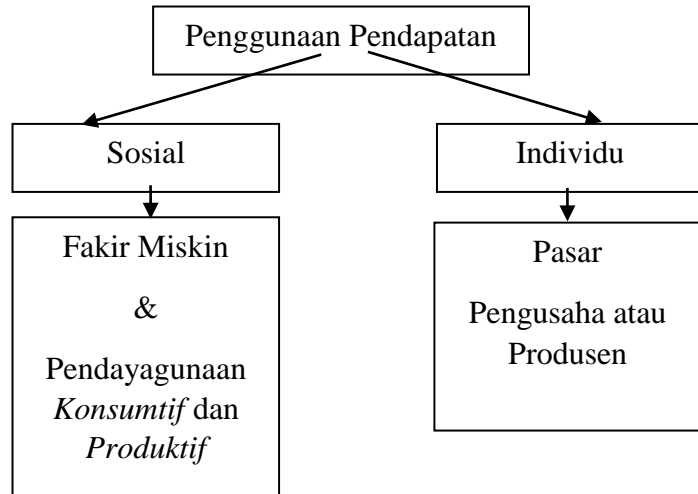 Penggunaan Pendapatan
Sosial
Individu
Fakir Miskin
&
Pendayagunaan
Konsumtif dan
Produktif
Pasar
Pengusaha atau
Produsen